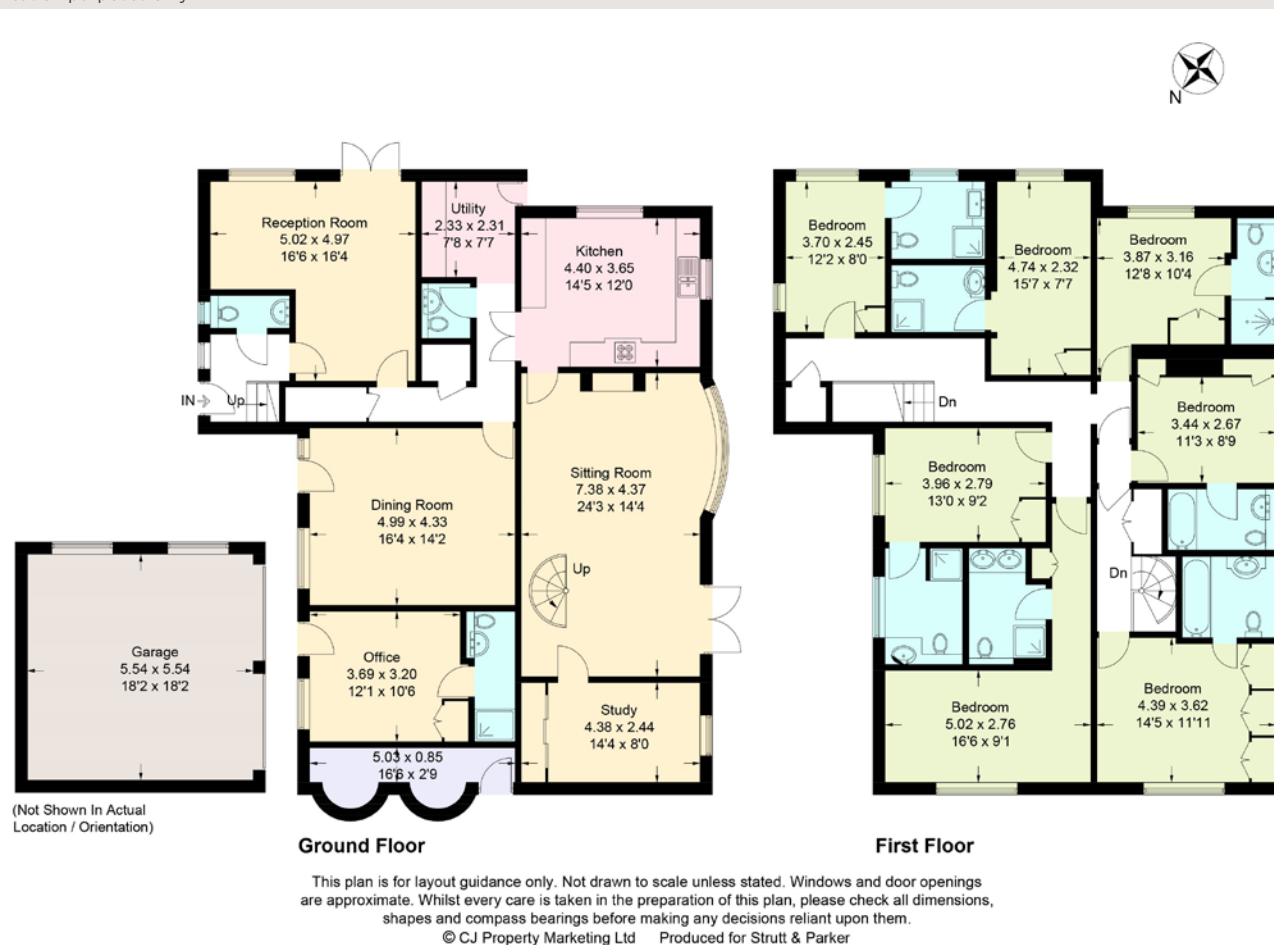 N
Reception Room
5.02 x 4.97
16'6 x 16'4
Utility
2.33 x 2.31
7'8 x 7'7
Kitchen
4.40 x 3.65
14'5 x 12'0
IN
Up
Sitting Room
7.38 x 4.37
24'3 x 14'4
Dining Room
4.99 x 4.33
16'4 x 14'2
Up
Office
3.69 x 3.20
12'1 x 10'6
Study
4.38 x 2.44
14'4 x 8'0
5.03 x 0.85
16'6 x 2'9
Garage
5.54 x 5.54
18'2 x 18'2
(Not Shown In Actual
Location / Orientation)
Ground Floor
Bedroom
3.70 x 2.45
12'2 x 8'0
Bedroom
4.74 x 2.32
15'7 x 7'7
Bedroom
3.87 x 3.16
12'8 x 10'4
Dn
Bedroom
3.44 x 2.67
11'3 x 8'9
Bedroom
3.96 x 2.79
13'0 x 9'2
Dn
Bedroom
5.02 x 2.76
16'6 x 9'1
Bedroom
4.39 x 3.62
14'5 x 11'11
First Floor
This plan is for layout guidance only. Not drawn to scale unless stated. Windows and door openings
are approximate. Whilst every care is taken in the preparation of this plan, please check all dimensions,
shapes and compass bearings before making any decisions reliant upon them.
© CJ Property Marketing Ltd Produced for Strutt & Parker